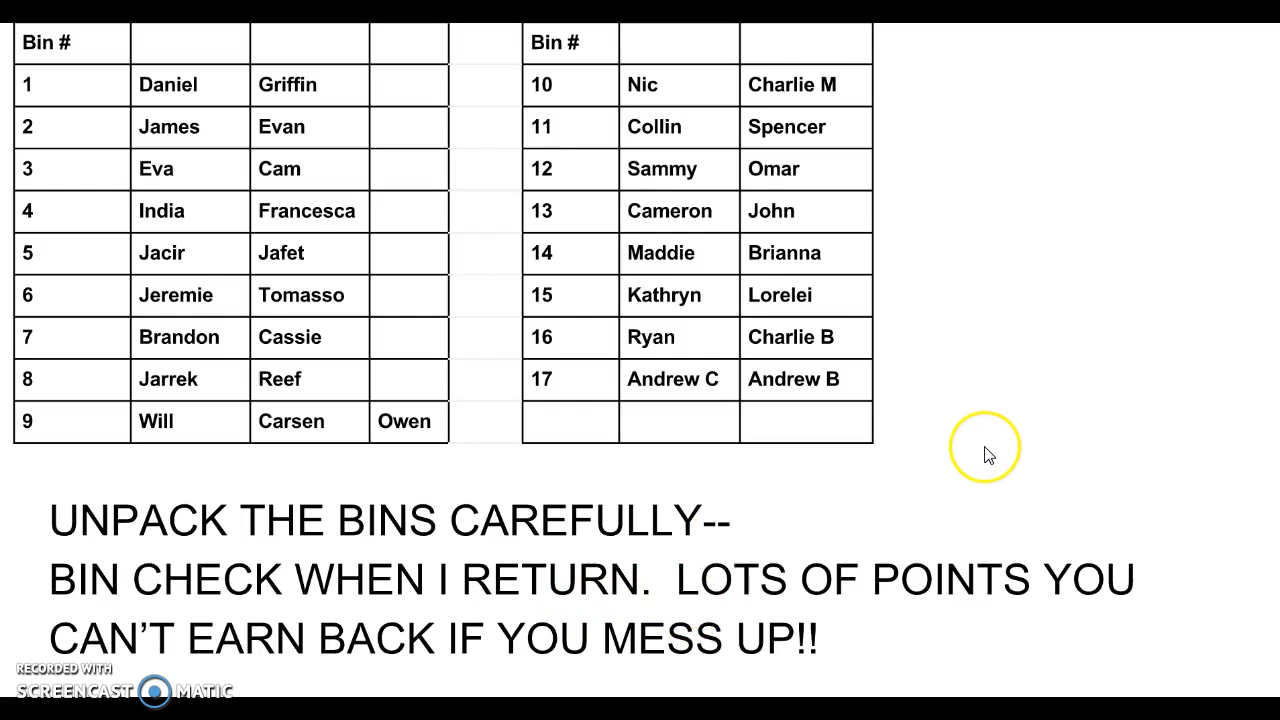 Bin #
1 Daniel Griffin
2 James Evan
3 Eva Cam
4 India Francesca
5 Jacir Jafet
6 Jeremie Tomasso
7 Brandon Cassie
8 Jarrek Reef
9 Will Carsen Owen
Bin #
10 Nic Charlie M
11 Collin Spencer
12 Sammy Omar
13 Cameron John
14 Maddie Brianna
15 Kathryn Lorelei
16 Ryan Charlie B
17 Andrew C Andrew B
UNPACK THE BINS CAREFULLY--
BIN CHECK WHEN I RETURN.  LOTS OF POINTS YOU
CAN’T EARN BACK IF YOU MESS UP!!
RECORDED WITH
SCREENCAST MATIC